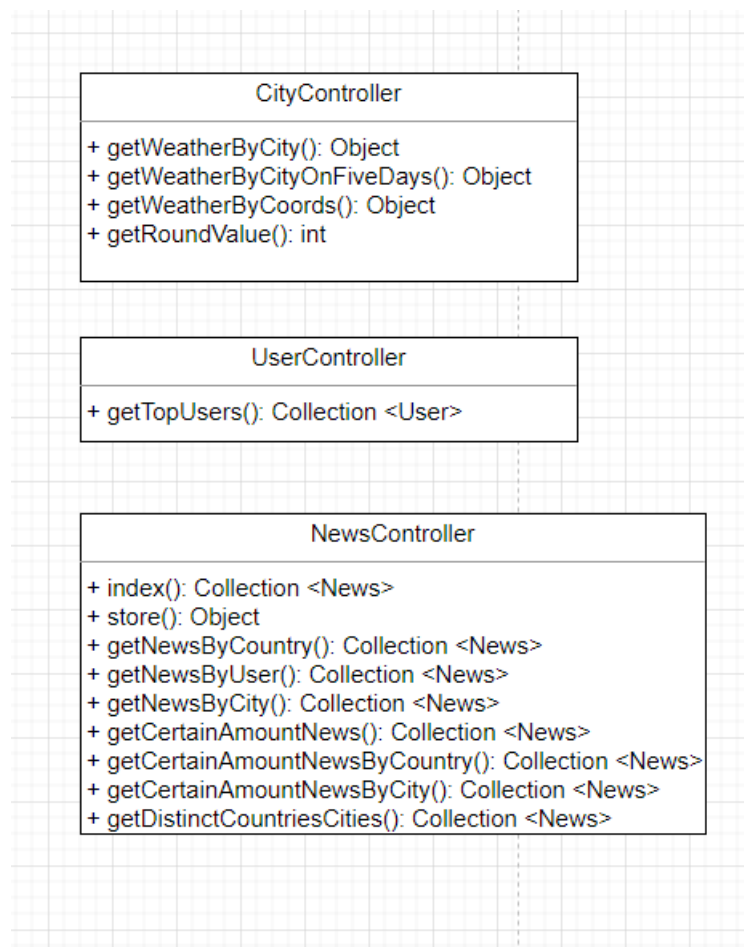 CityController
+ getWeatherByCity(): Object
+ getWeatherByCityOnFiveDays(): Object
+ getWeatherByCoords(): Object
+ getRoundValue(): int
UserController
+ getTopUsers(): Collection <User>
NewsController
+ index(): Collection <News>
+ store(): Object
+ getNewsByCountry(): Collection <News>
+ getNewsByUser(): Collection <News>
+ getNewsByCity(): Collection <News>
+ getCertainAmountNews(): Collection <News>
+ getCertainAmountNewsByCountry(): Collection <News>
+ getCertainAmountNewsByCity(): Collection <News>
+ getDistinctCountriesCities(): Collection <News>